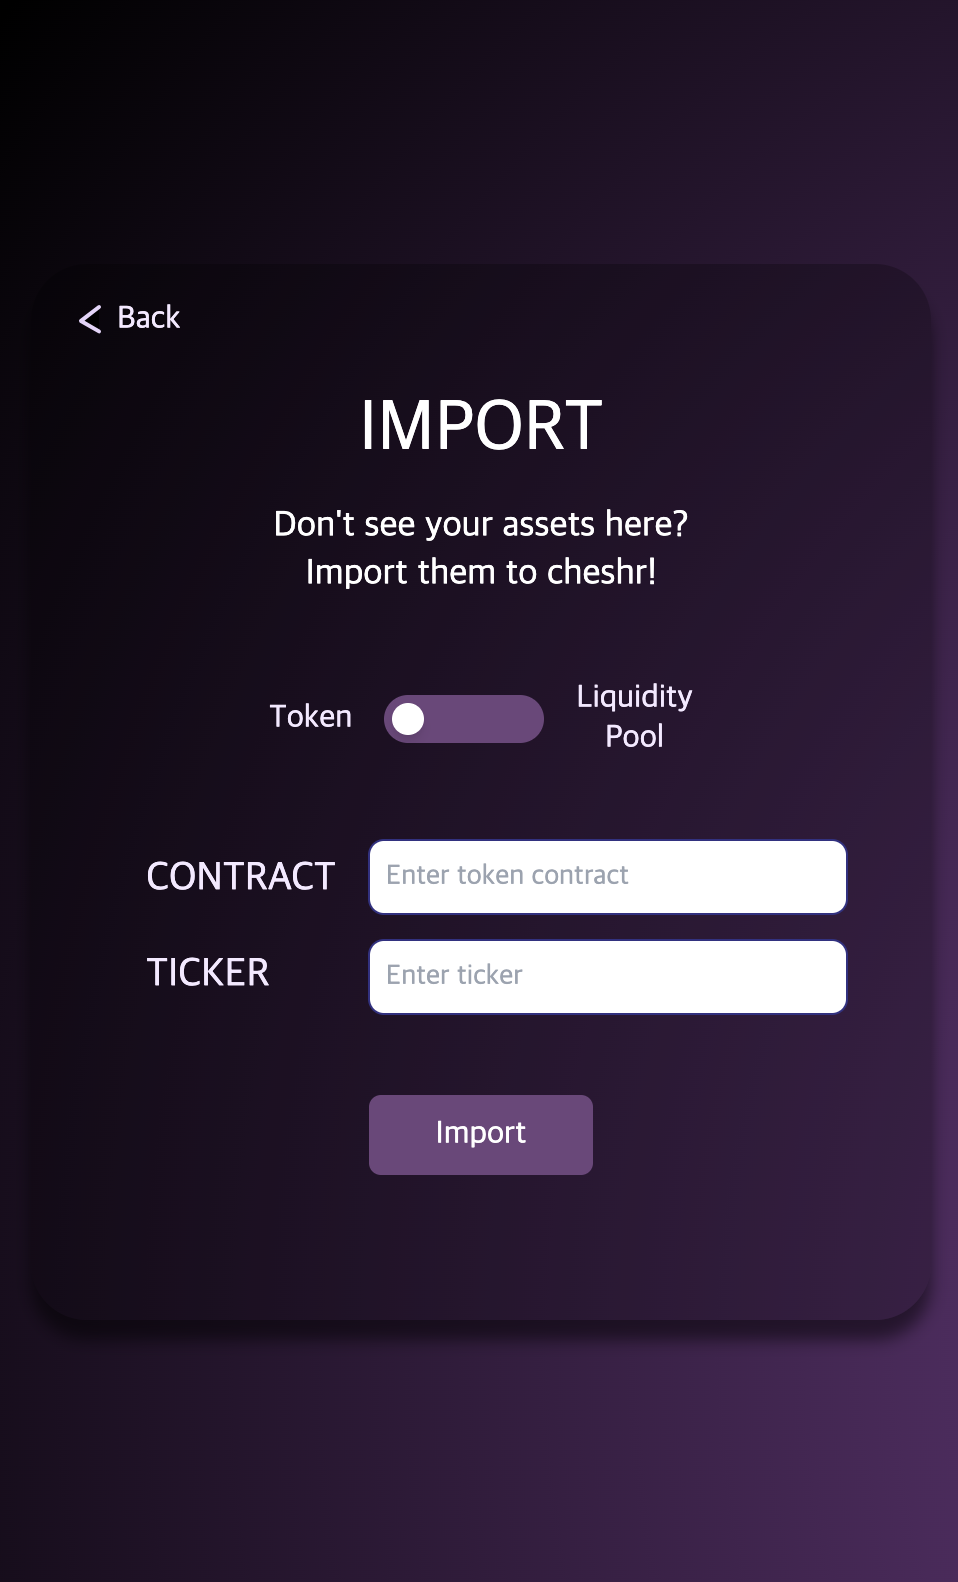 Back
IMPORT
Don't see your assets here?
Import them to cheshr!
Token
Liquidity
Pool
CONTRACT
Enter token contract
TICKER
Enter ticker
Import